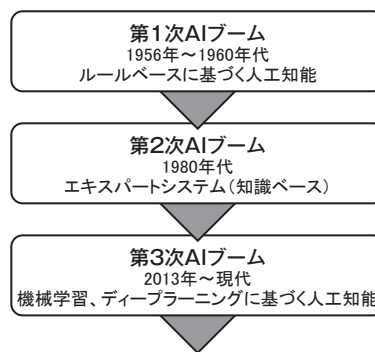 第1次AIブーム
1956年～1960年代
ルールベースに基づく人工知能
第2次AIブーム
1980年代
エキスパートシステム（知識ベース）
第3次AIブーム
2013年～現代
機械学習、ディープラーニングに基づく人工知能